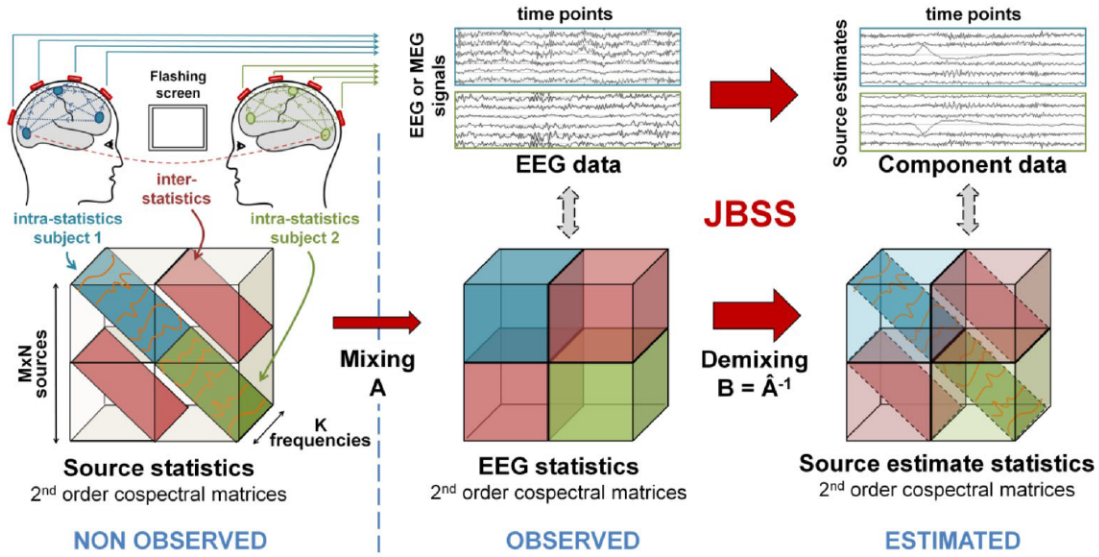 Flashing
screen
inter-
statistics
intra-statistics
subject 1
intra-statistics
subject 2
MxN
sources
K
frequencies
Source statistics
2nd order cospectral matrices
NON OBSERVED
Mixing
A
time points
EEG or MEG
signals
EEG data
JBSS
EEG statistics
2nd order cospectral matrices
OBSERVED
Demixing
B = Â-1
time points
Source estimates
Component data
Source estimate statistics
2nd order cospectral matrices
ESTIMATED